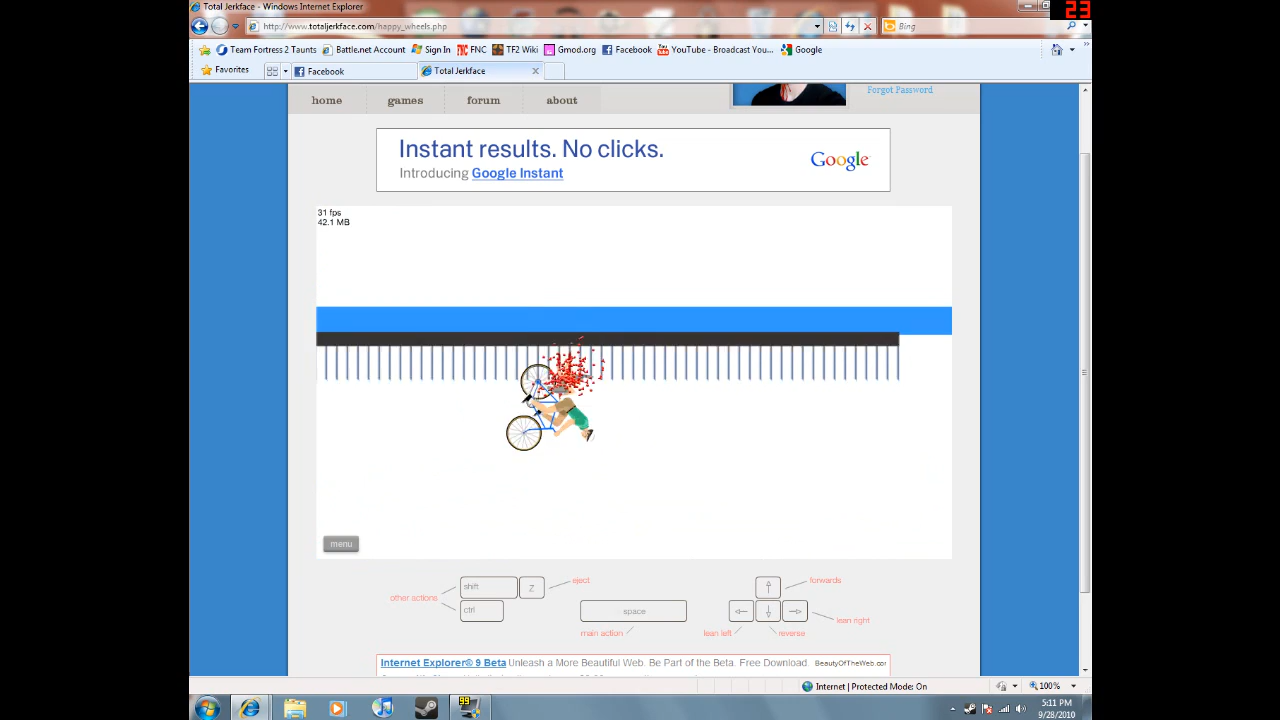 Total Jerkface - Windows Internet Explorer
23
http://www.totaljerkface.com/happy_wheels.php
Bing
Team Fortress 2 Taunts Battle.net Account Sign In FNC TF2 Wiki Gmod.org Facebook YouTube - Broadcast You... Google
Favorites Facebook Total Jerkface
home games forum about Forgot Password
Instant results. No clicks.
Introducing Google Instant
Google
31 fps
42.1 MB
menu
shift Z eject forwards
other actions
ctrl space lean right
main action lean left reverse
Internet Explorer® 9 Beta Unleash a More Beautiful Web. Be Part of the Beta. Free Download. BeautyOfTheWeb.cor
Internet | Protected Mode: On 100%
99
5:11 PM
9/28/2010